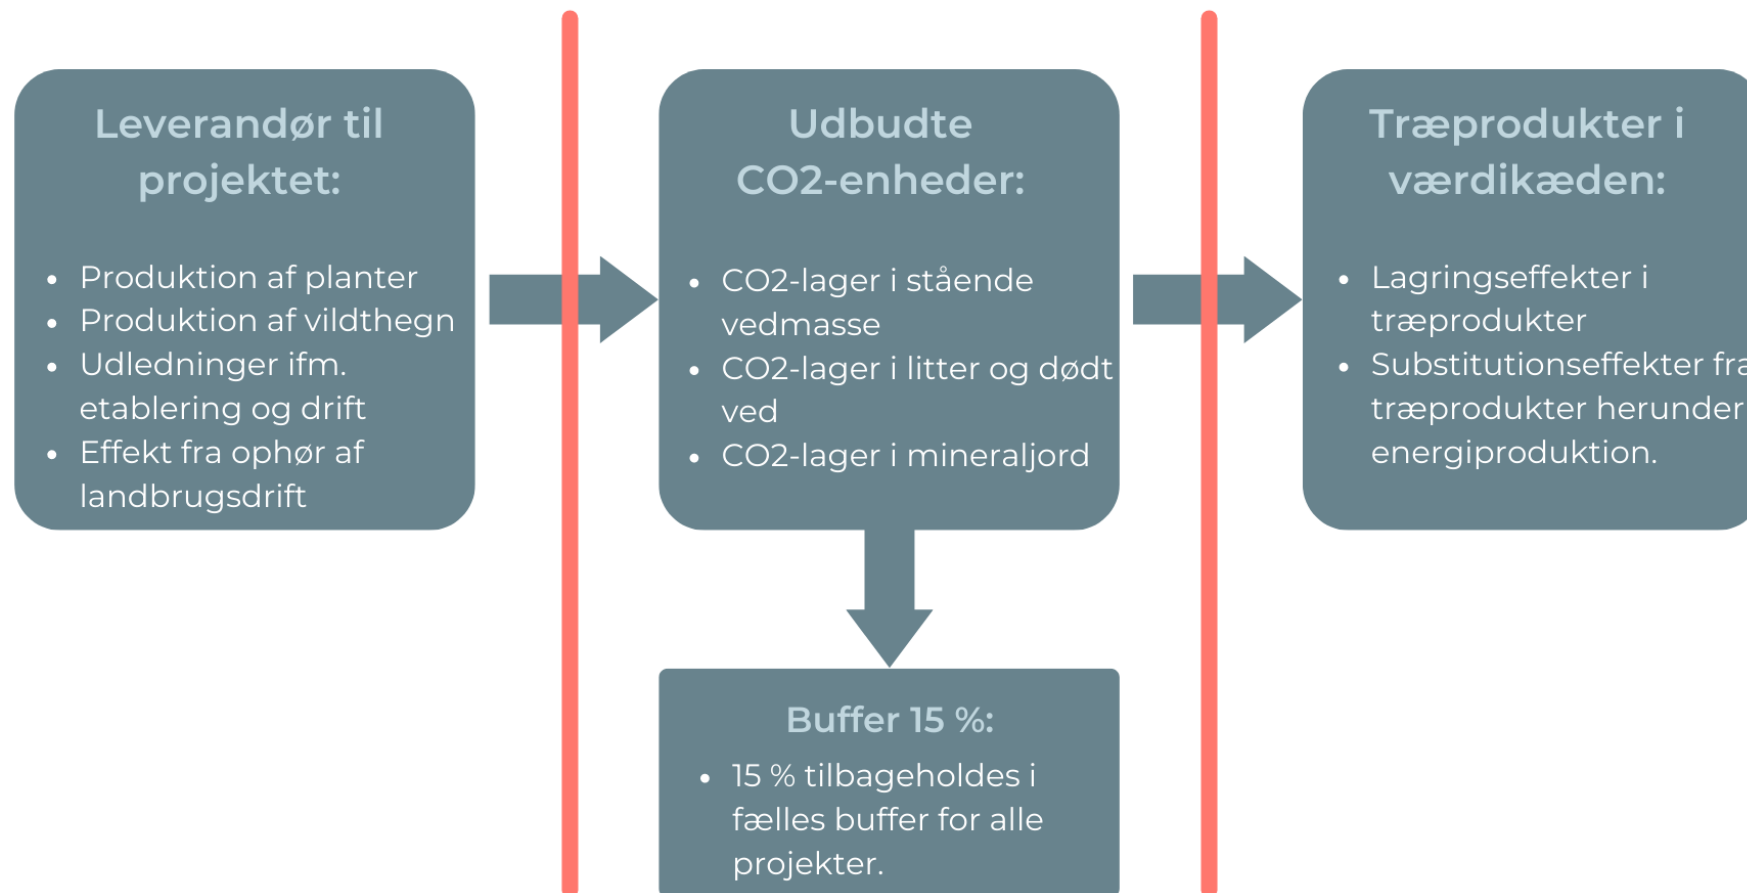 Leverandør til
projektet:
• Produktion af planter
• Produktion af vildthegn
• Udledninger ifm.
etablering og drift
• Effekt fra ophør af
landbrugsdrift
Udbudte
CO2-enheder:
• CO2-lager i stående
vedmasse
• CO2-lager i litter og dødt
ved
• CO2-lager i mineraljord
Træprodukter i
værdikæden:
• Lagringseffekter i
træprodukter
• Substitutionseffekter fra
træprodukter herunder
energiproduktion.
Buffer 15 %:
• 15 % tilbageholdes i
fælles buffer for alle
projekter.